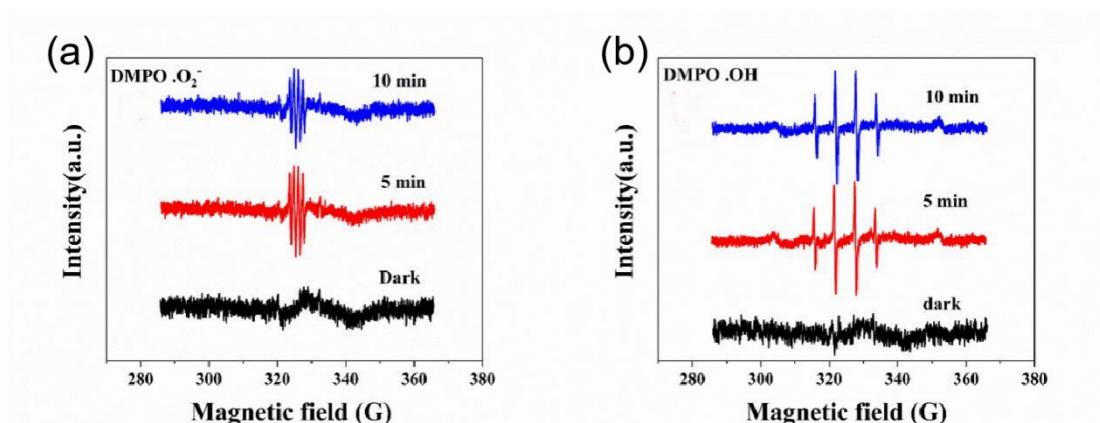 (a)
DMPO .O₂⁻
10 min
5 min
Dark
Intensity(a.u.)
280 300 320 340 360 380
Magnetic field (G)
(b)
DMPO .OH
10 min
5 min
dark
Intensity(a.u.)
280 300 320 340 360 380
Magnetic field (G)